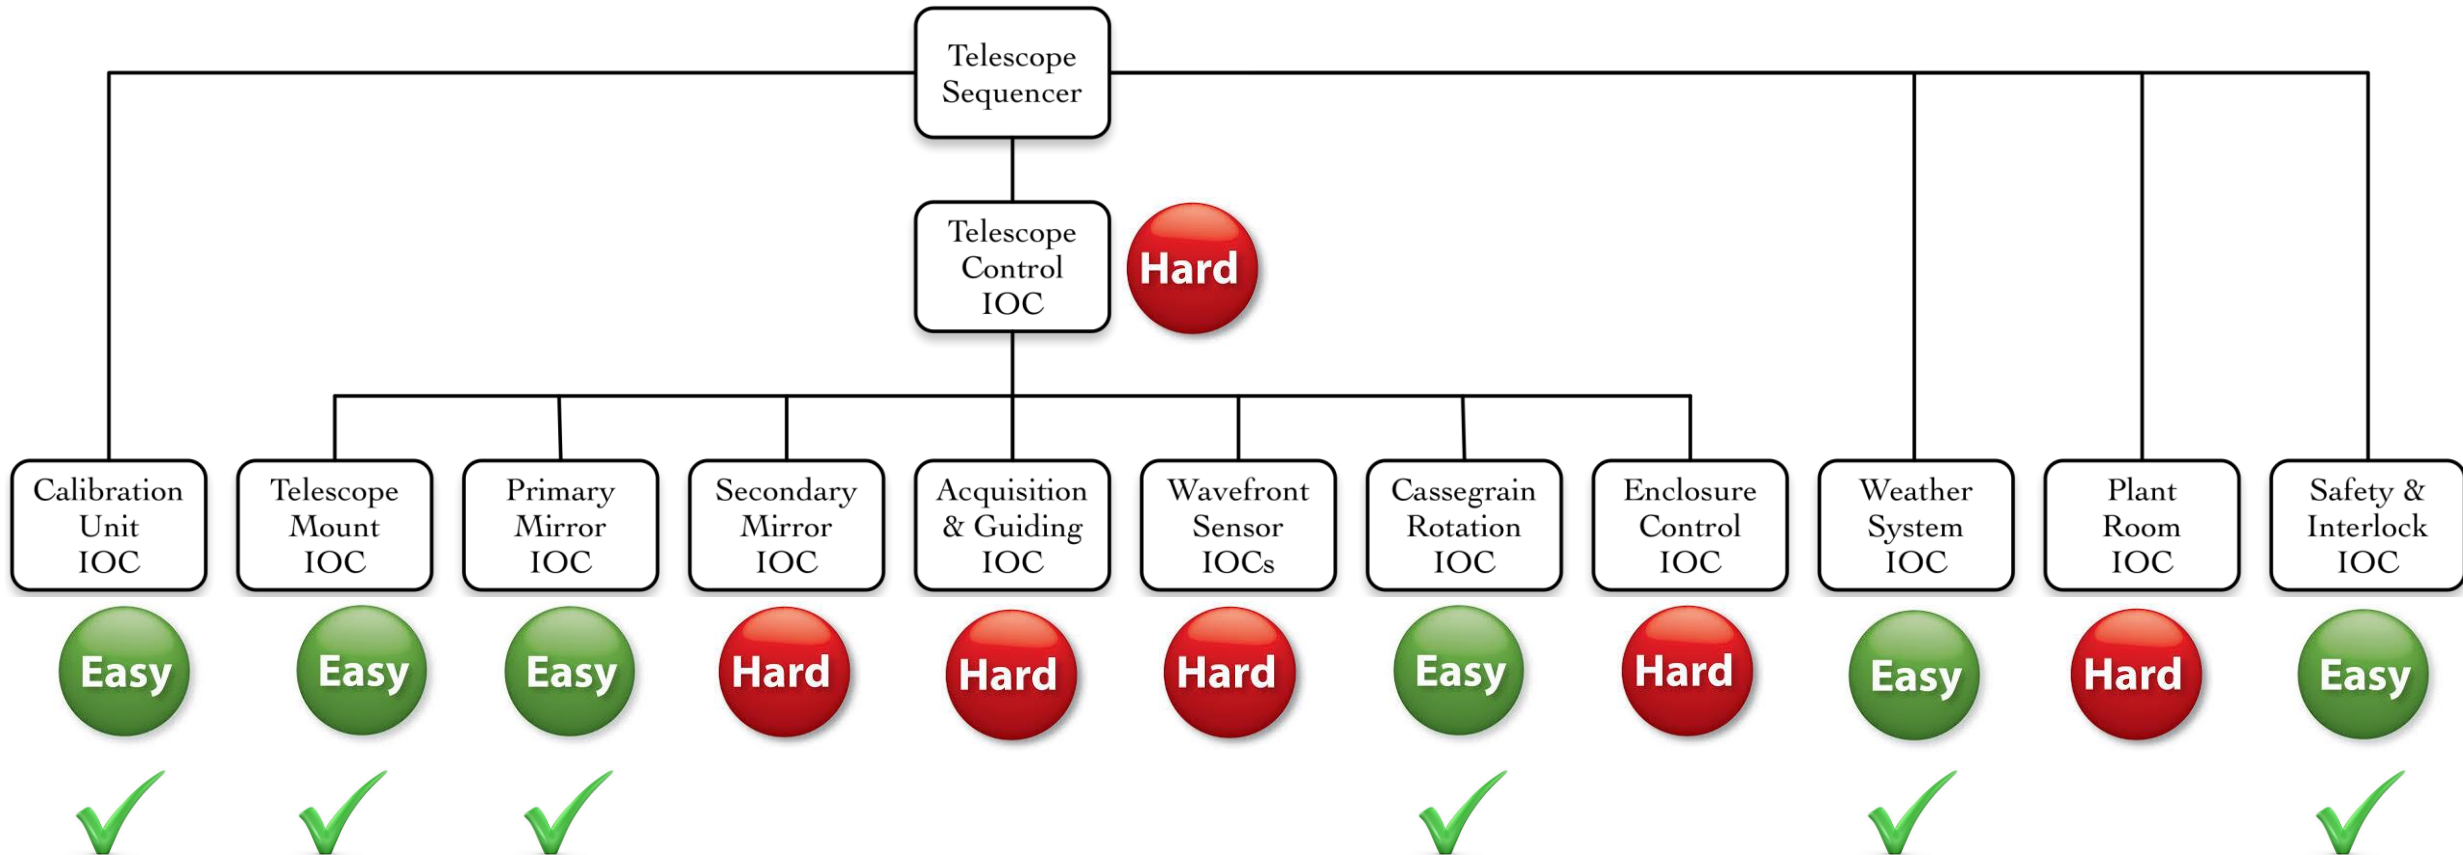 Telescope
Sequencer
Telescope
Control
IOC
Hard
Calibration
Unit
IOC
Telescope
Mount
IOC
Primary
Mirror
IOC
Secondary
Mirror
IOC
Acquisition
& Guiding
IOC
Wavefront
Sensor
IOCs
Cassegrain
Rotation
IOC
Enclosure
Control
IOC
Weather
System
IOC
Plant
Room
IOC
Safety &
Interlock
IOC
Easy
Easy
Easy
Hard
Hard
Hard
Easy
Hard
Easy
Hard
Easy